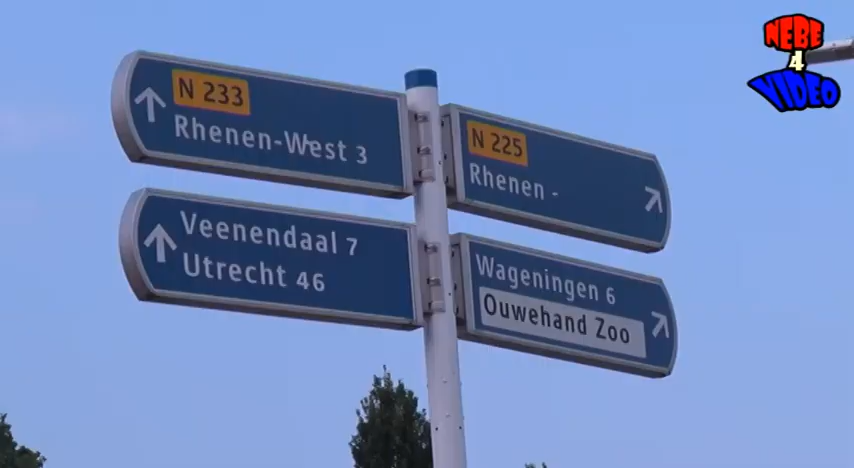 N 233
Rhenen-West 3
Veenendaal 7
Utrecht 46
N 225
Rhenen -
Wageningen 6
Ouwehand Zoo
NEBE
4
VIDEO